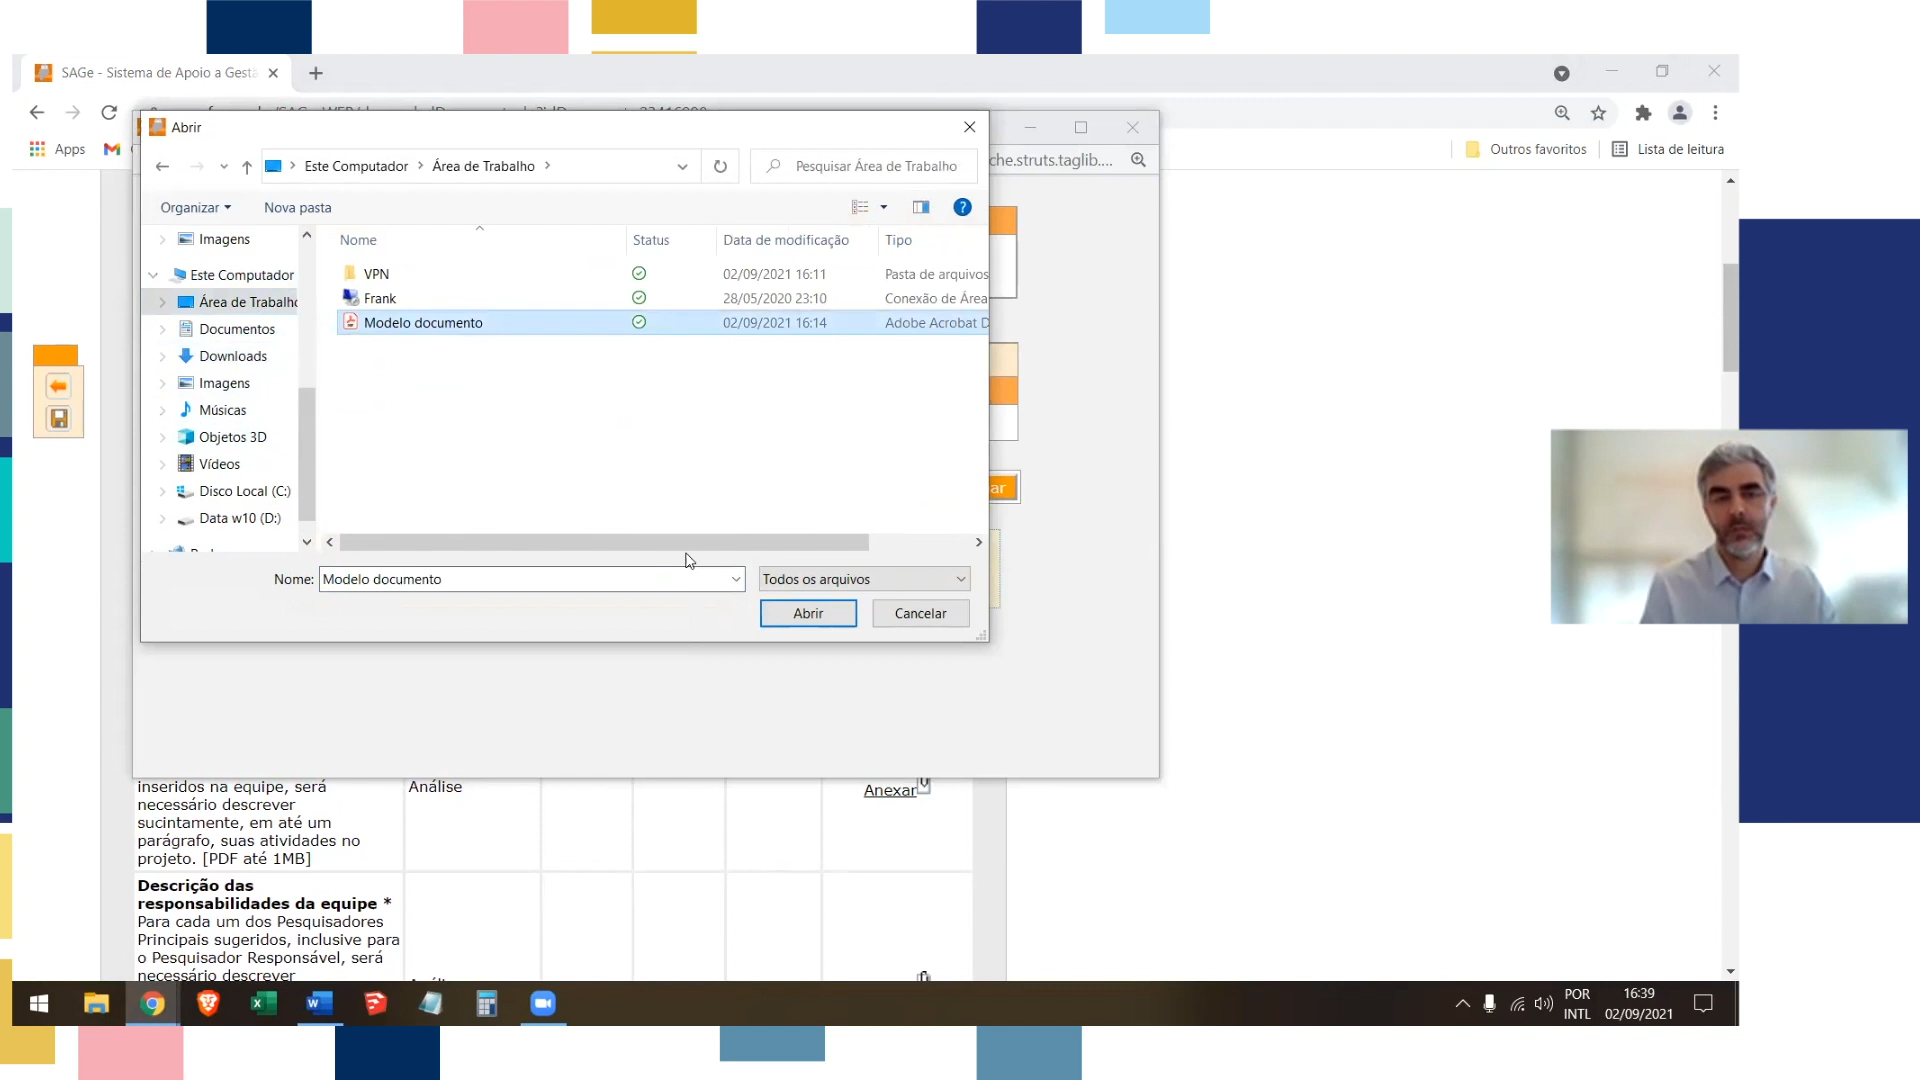 SAGe - Sistema de Apoio a Gestã
Apps
Outros favoritos
Lista de leitura
Abrir
Este Computador > Área de Trabalho >
Pesquisar Área de Trabalho
che.struts.taglib....
Organizar
Nova pasta
Nome
Status
Data de modificação
Tipo
VPN
02/09/2021 16:11
Pasta de arquivos
Frank
28/05/2020 23:10
Conexão de Área
Modelo documento
02/09/2021 16:14
Adobe Acrobat D
Imagens
Este Computador
Área de Trabalho
Documentos
Downloads
Imagens
Músicas
Objetos 3D
Vídeos
Disco Local (C:)
Data w10 (D:)
ar
Nome:
Modelo documento
Todos os arquivos
Abrir
Cancelar
inseridos na equipe, será
necessário descrever
sucintamente, em até um
parágrafo, suas atividades no
projeto. [PDF até 1MB]
Análise
Anexar
Descrição das
responsabilidades da equipe *
Para cada um dos Pesquisadores
Principais sugeridos, inclusive para
o Pesquisador Responsável, será
necessário descrever
POR
INTL
16:39
02/09/2021